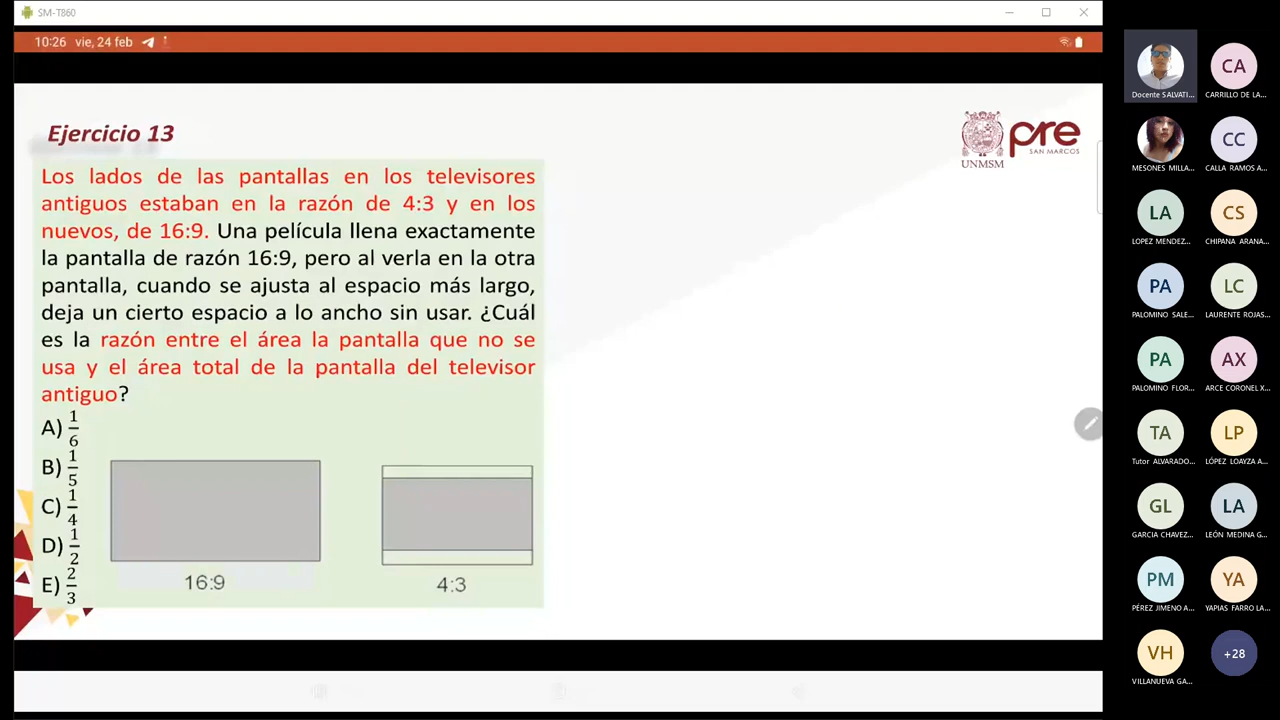 SM-T860
10:26 vie, 24 feb
Ejercicio 13
pre
SAN MARCOS
UNMSM
Los lados de las pantallas en los televisores
antiguos estaban en la razón de 4:3 y en los
nuevos, de 16:9. Una película llena exactamente
la pantalla de razón 16:9, pero al verla en la otra
pantalla, cuando se ajusta al espacio más largo,
deja un cierto espacio a lo ancho sin usar. ¿Cuál
es la razón entre el área la pantalla que no se
usa y el área total de la pantalla del televisor
antiguo?
A) 1/6
B) 1/5
C) 1/4
D) 1/2
E) 2/3
16:9
4:3
Docente SALVATI...
CA
CARRILLO DE LA...
MESONES MILLA...
CC
CALLA RAMOS A...
LA
LOPEZ MENDEZ...
CS
CHIPANA ARANA...
PA
PALOMINO SALE...
LC
LAURENTE ROJAS...
PA
PALOMINO FLOR...
AX
ARCE CORONEL X...
TA
Tutor ALVARADO...
LP
LÓPEZ LOAYZA A...
GL
GARCIA CHAVEZ...
LA
LEÓN MEDINA G...
PM
PÉREZ JIMENO A...
YA
YAPIAS FARRO LA...
VH
VILLANUEVA GA...
+28